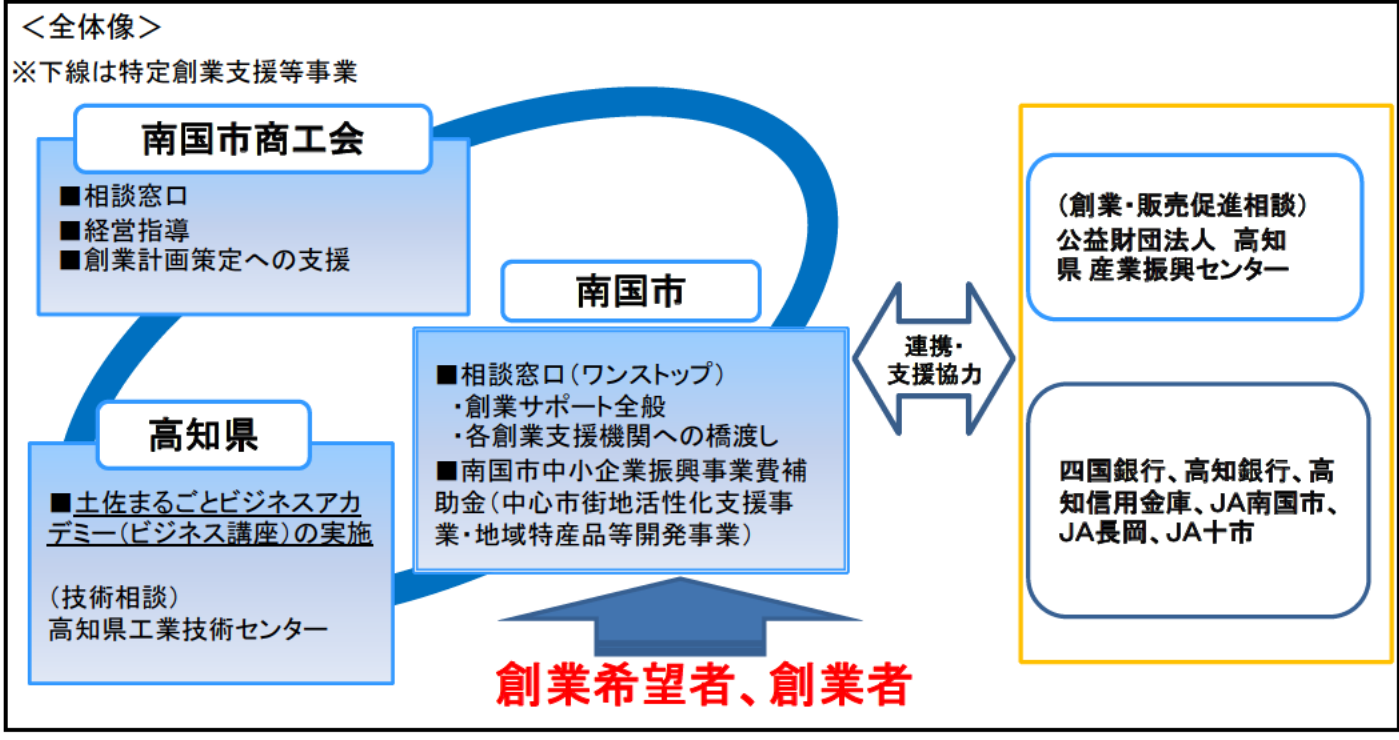 ＜全体像＞
※下線は特定創業支援等事業
南国市商工会
■相談窓口
■経営指導
■創業計画策定への支援
南国市
■相談窓口（ワンストップ）
・創業サポート全般
・各創業支援機関への橋渡し
■南国市中小企業振興事業費補
助金（中心市街地活性化支援事
業・地域特産品等開発事業）
高知県
■土佐まるごとビジネスアカ
デミー（ビジネス講座）の実施
（技術相談）
高知県工業技術センター
連携・
支援協力
（創業・販売促進相談）
公益財団法人　高知
県 産業振興センター
四国銀行、高知銀行、高
知信用金庫、JA南国市、
JA長岡、JA十市
創業希望者、創業者